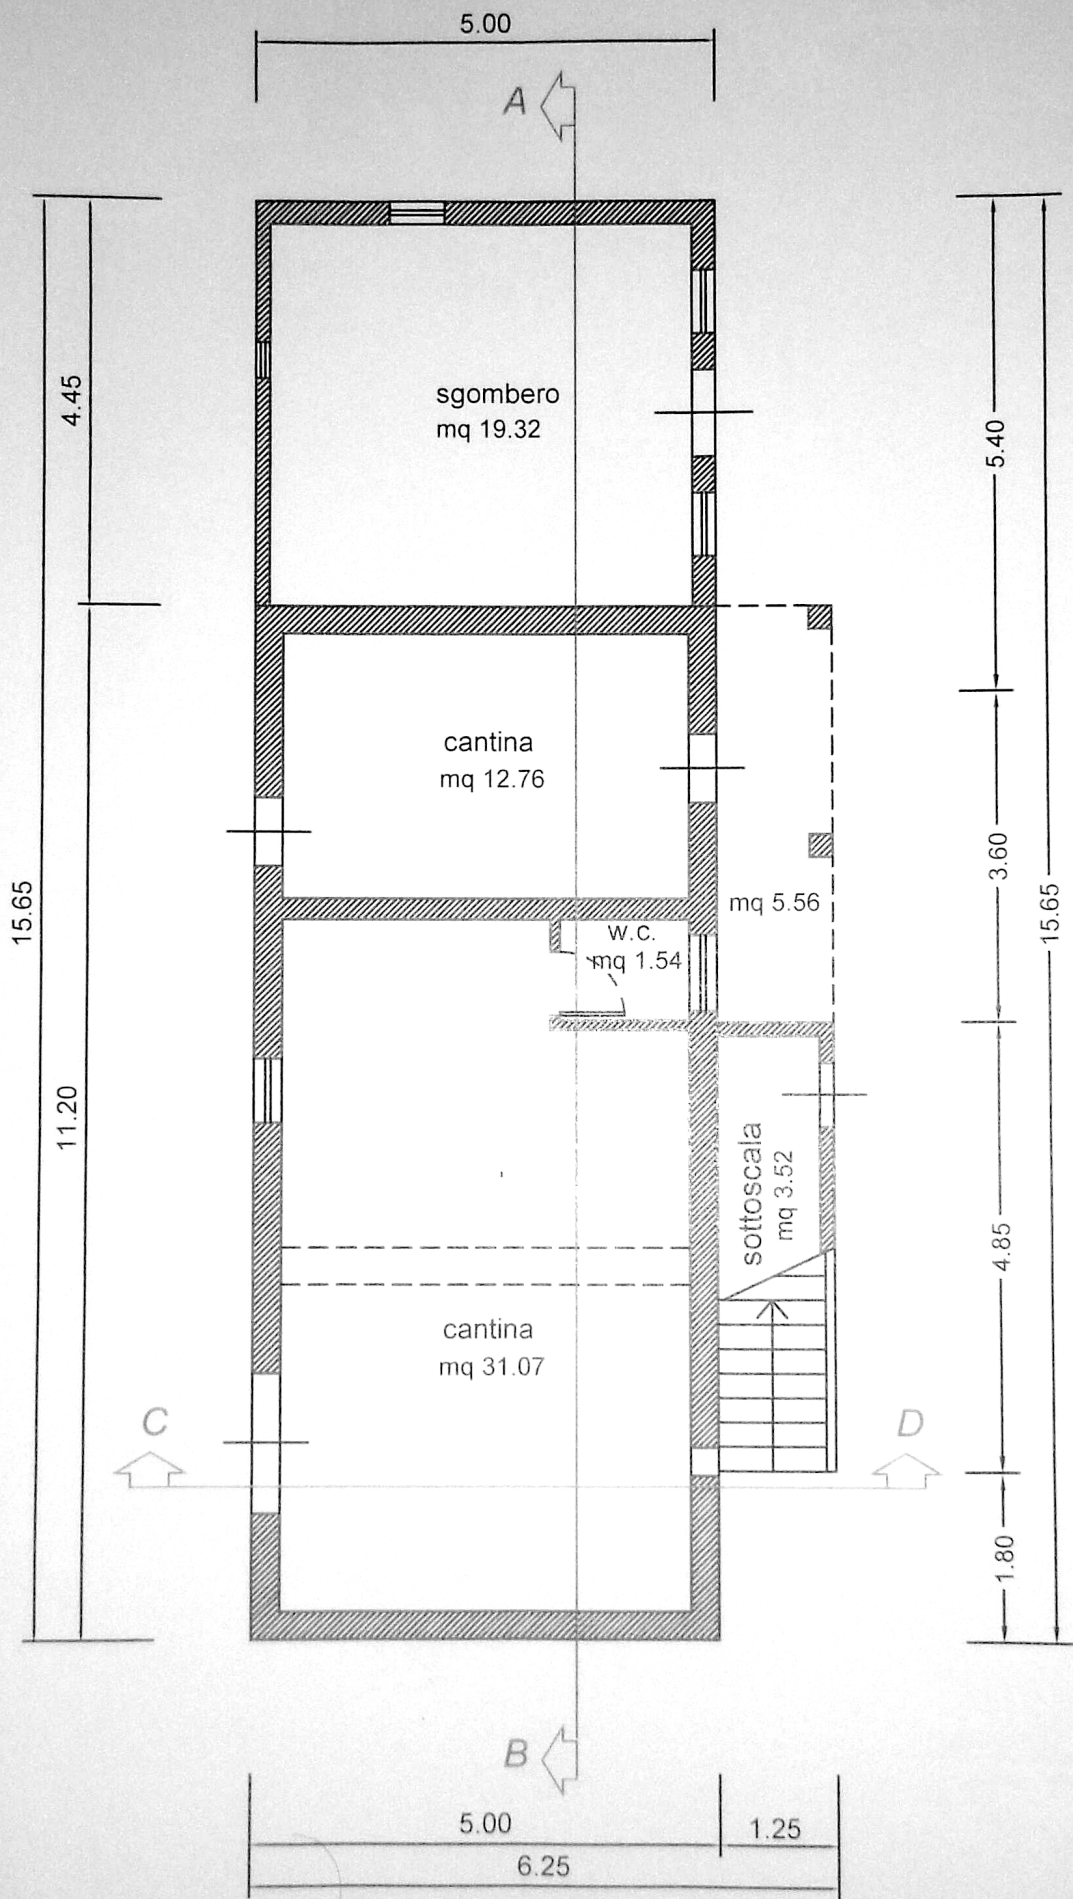 5.00
A
4.45
sgombero
mq 19.32
5.40
cantina
mq 12.76
3.60
15.65
15.65
mq 5.56
w.c.
mq 1.54
11.20
sottoscala
mq 3.52
4.85
cantina
mq 31.07
C
D
1.80
B
5.00
1.25
6.25